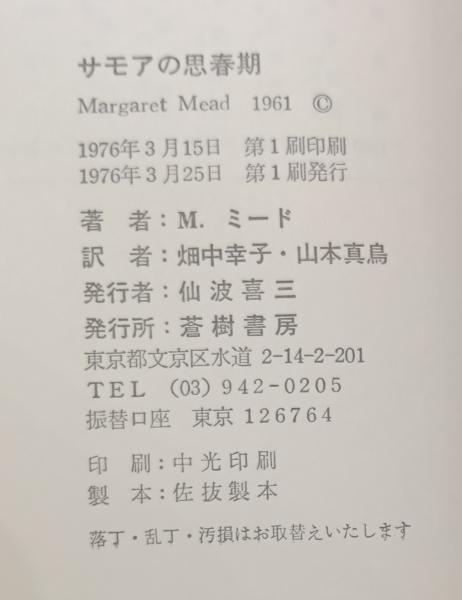 サモアの思春期
Margaret Mead 1961 ©
1976年3月15日 第1刷印刷
1976年3月25日 第1刷発行
著 者：M. ミード
訳 者：畑中幸子・山本真鳥
発行者：仙波喜三
発行所：蒼樹書房
東京都文京区水道 2-14-2-201
TEL (03) 942-0205
振替口座 東京 126764
印 刷：中光印刷
製 本：佐抜製本
落丁・乱丁・汚損はお取替えいたします